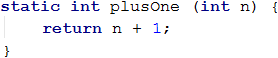 static int plusOne (int n) {
    return n + 1;
}